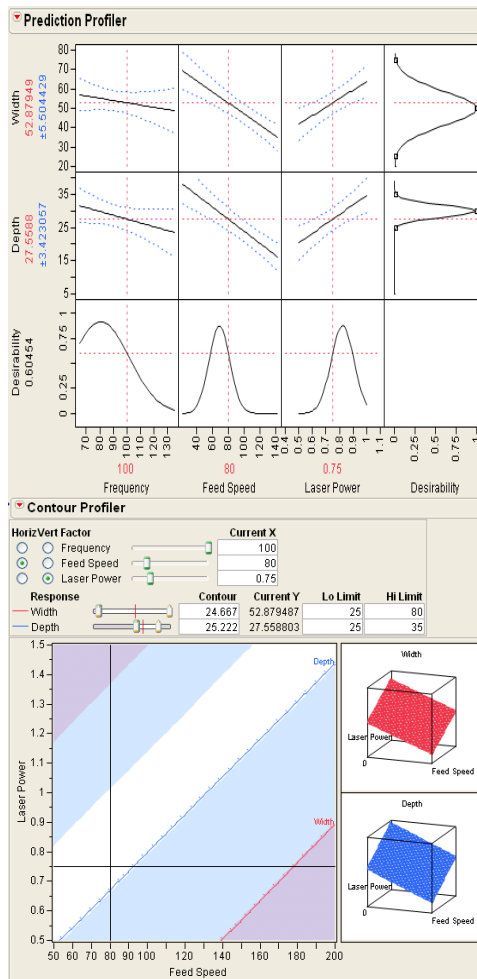 Prediction Profiler
Width
52.87949
±5.504429
80
70
60
50
40
30
20
Depth
27.5588
±3.423057
35
25
15
5
Desirability
0.60454
1
0.75
0.25
0
70
80
90
100
110
120
130
40
60
80
100
120
140
0.4
0.5
0.6
0.7
0.8
0.9
1
1.1
0
0.25
0.5
0.75
1
100
80
0.75
Frequency
Feed Speed
Laser Power
Desirability
Contour Profiler
Horiz Vert Factor Current X
Frequency 100
Feed Speed 80
Laser Power 0.75
Response Contour Current Y Lo Limit Hi Limit
Width 24.667 52.879487 25 80
Depth 25.222 27.558803 25 35
Laser Power
1.5
1.4
1.3
1.2
1.1
1
0.9
0.8
0.7
0.6
0.5
Depth
Width
50 60 70 80 90 100 120 140 160 180 200
Feed Speed
Width
Laser Power
0
Feed Speed
Depth
Laser Power
0
Feed Speed